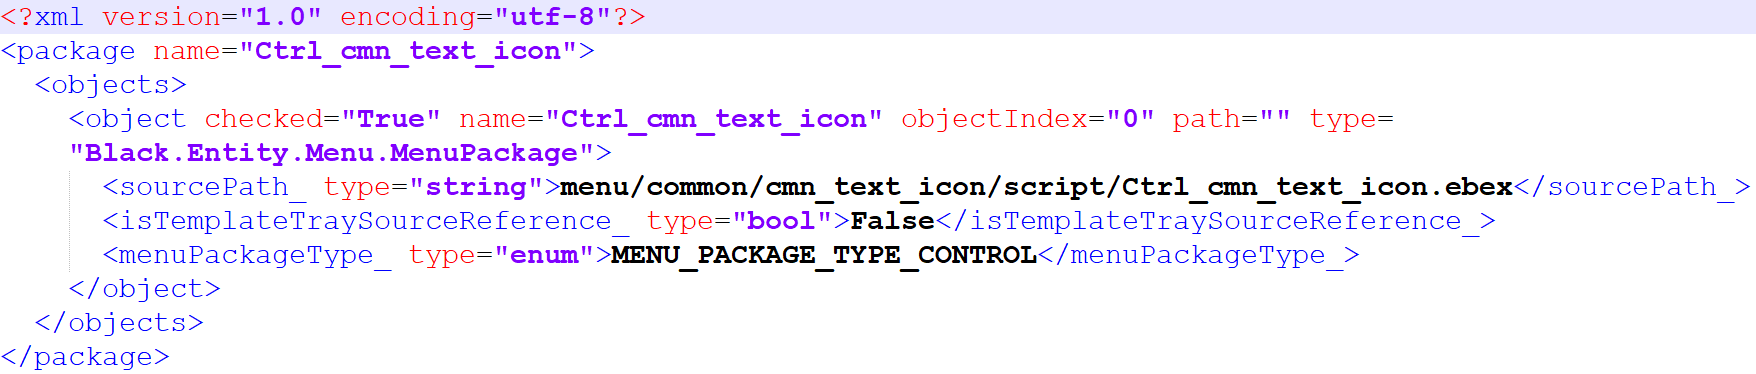 <?xml version="1.0" encoding="utf-8"?>
<package name="Ctrl_cmn_text_icon">
  <objects>
    <object checked="True" name="Ctrl_cmn_text_icon" objectIndex="0" path="" type=
    "Black.Entity.Menu.MenuPackage">
      <sourcePath_ type="string">menu/common/cmn_text_icon/script/Ctrl_cmn_text_icon.ebex</sourcePath_>
      <isTemplateTraySourceReference_ type="bool">False</isTemplateTraySourceReference_>
      <menuPackageType_ type="enum">MENU_PACKAGE_TYPE_CONTROL</menuPackageType_>
    </object>
  </objects>
</package>